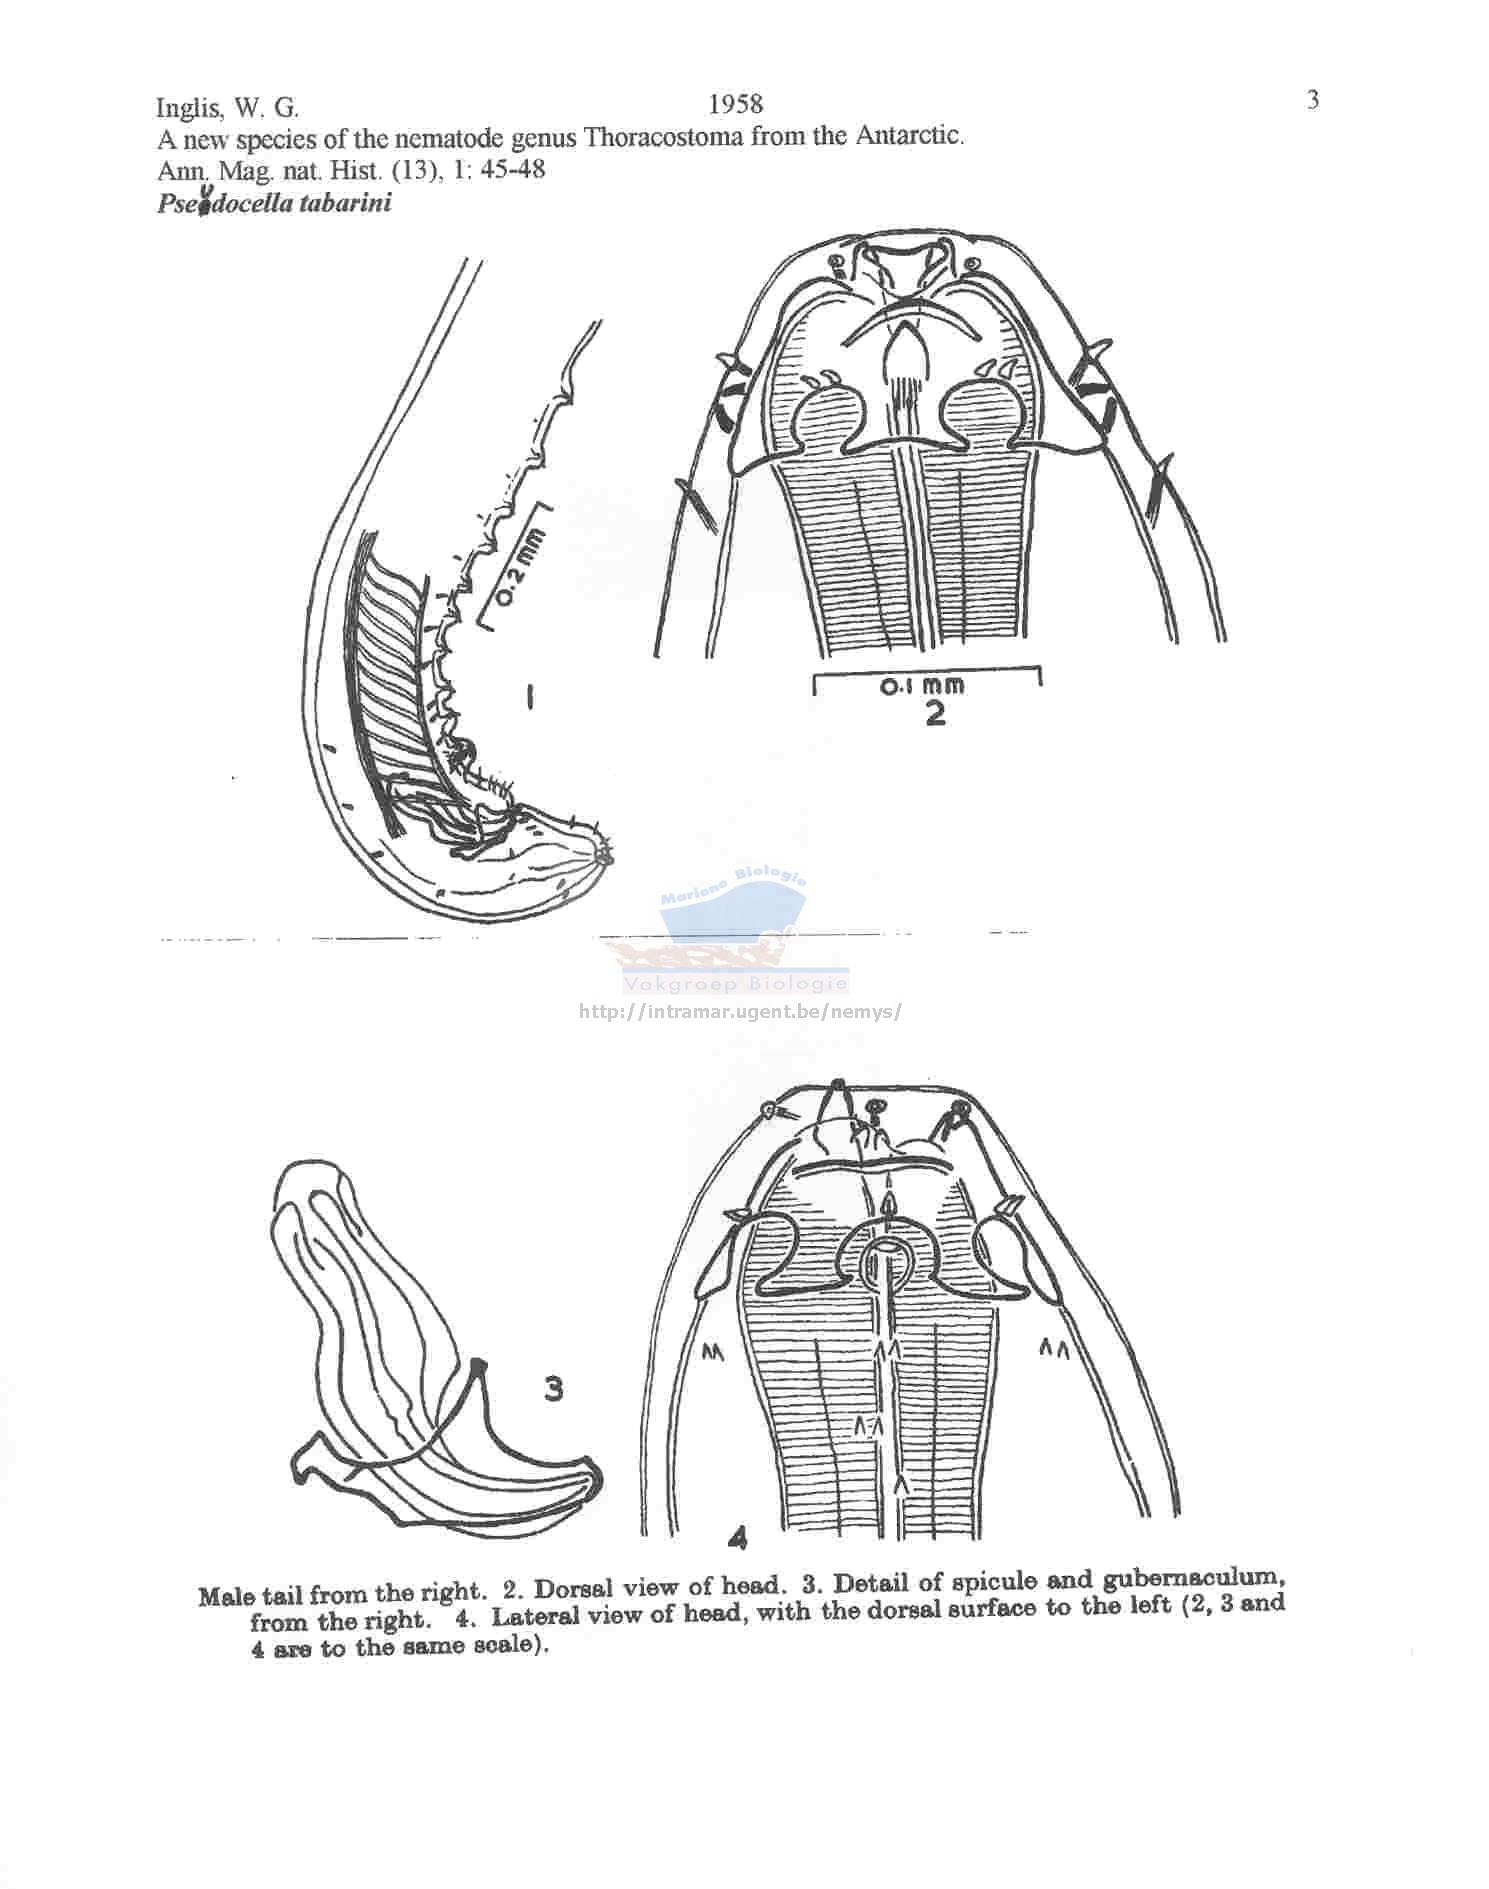 Inglis, W. G. 1958 3
A new species of the nematode genus Thoracostoma from the Antarctic.
Ann. Mag. nat. Hist. (13), 1: 45-48
Pseudocella tabarini
0.2 mm
1
0.1 mm
2
Mariene Biologie
Vakgroep Biologie
http://intramar.ugent.be/nemys/
3
4
Male tail from the right. 2. Dorsal view of head. 3. Detail of spicule and gubernaculum,
from the right. 4. Lateral view of head, with the dorsal surface to the left (2, 3 and
4 are to the same scale).